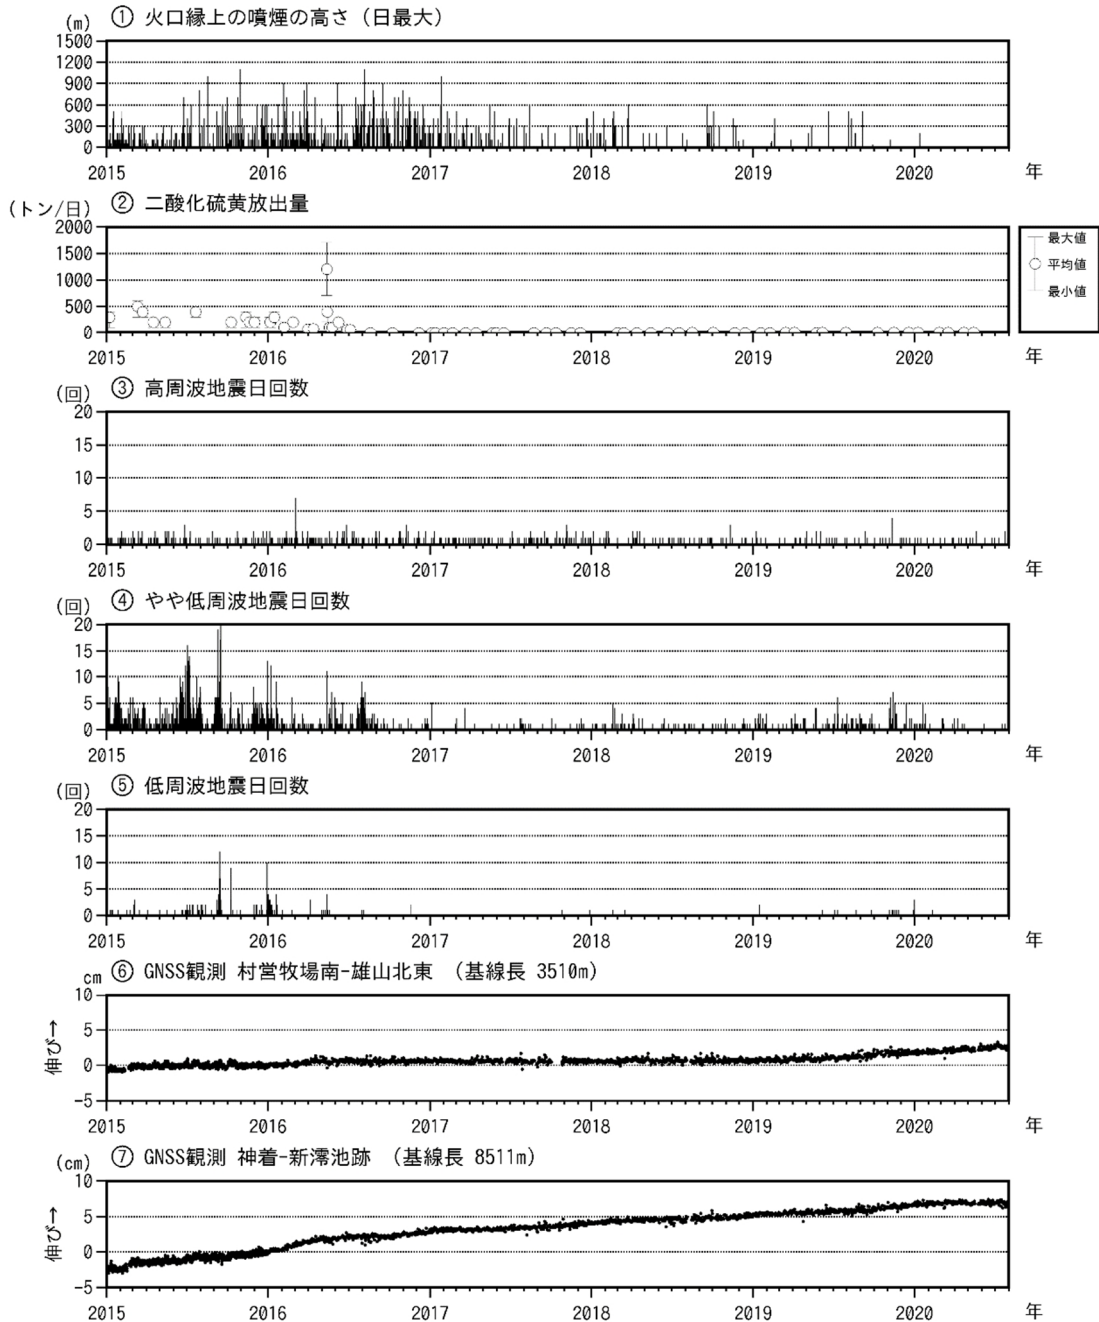 (m) ① 火口縁上の噴煙の高さ（日最大）
1500
1200
900
600
300
0
2015 2016 2017 2018 2019 2020 年
(トン/日) ② 二酸化硫黄放出量
2000
1500
1000
500
0
最大値
平均値
最小値
2015 2016 2017 2018 2019 2020 年
(回) ③ 高周波地震日回数
20
15
10
5
0
2015 2016 2017 2018 2019 2020 年
(回) ④ やや低周波地震日回数
20
15
10
5
0
2015 2016 2017 2018 2019 2020 年
(回) ⑤ 低周波地震日回数
20
15
10
5
0
2015 2016 2017 2018 2019 2020 年
cm ⑥ GNSS観測 村営牧場南-雄山北東 （基線長 3510m）
10
5
0
-5
伸び→
2015 2016 2017 2018 2019 2020 年
(cm) ⑦ GNSS観測 神着-新澪池跡 （基線長 8511m）
10
5
0
-5
伸び→
2015 2016 2017 2018 2019 2020 年